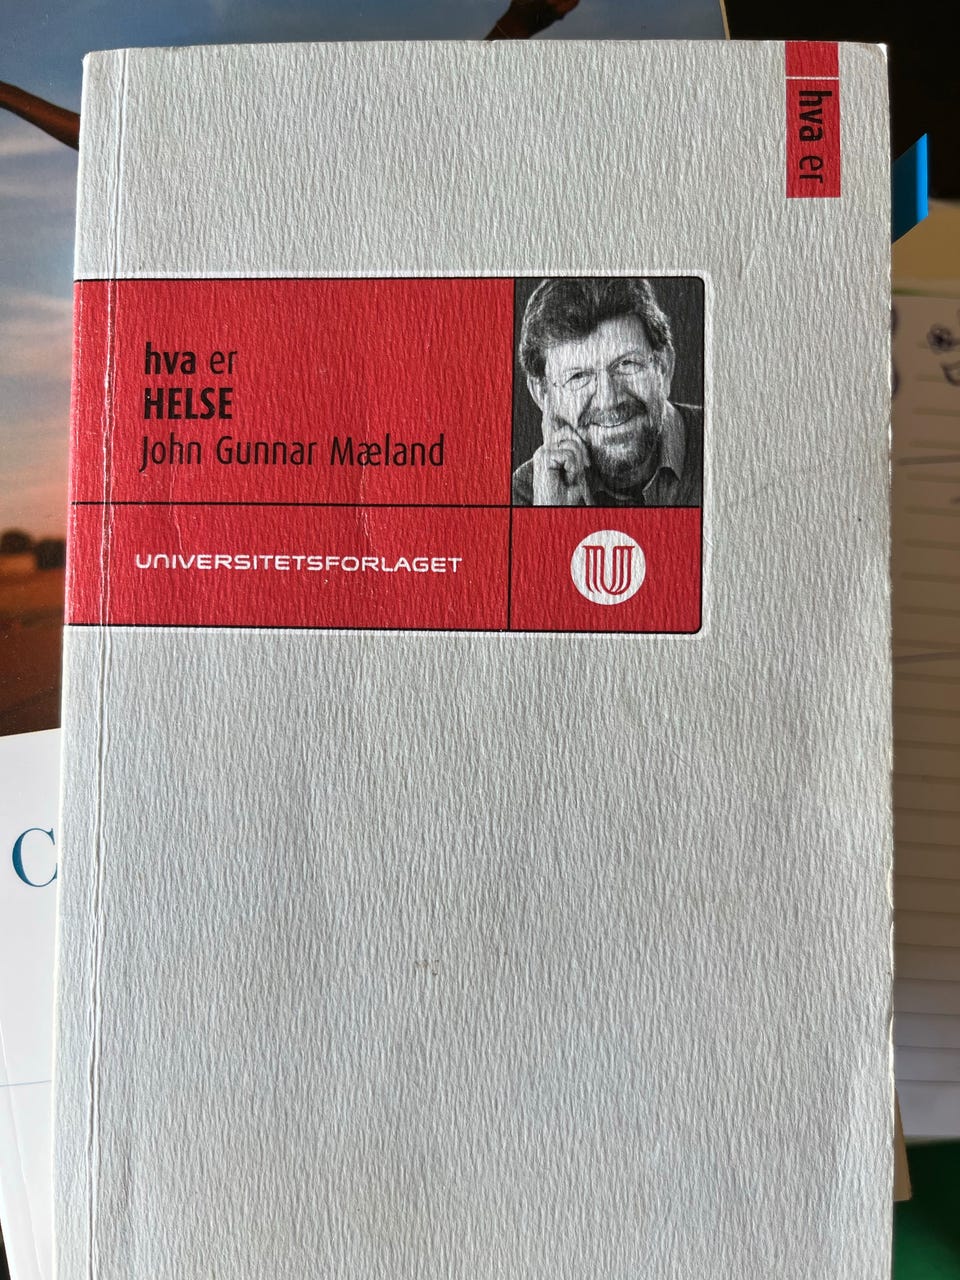 hva er
hva er
HELSE
John Gunnar Mæland
UNIVERSITETSFORLAGET
U
C